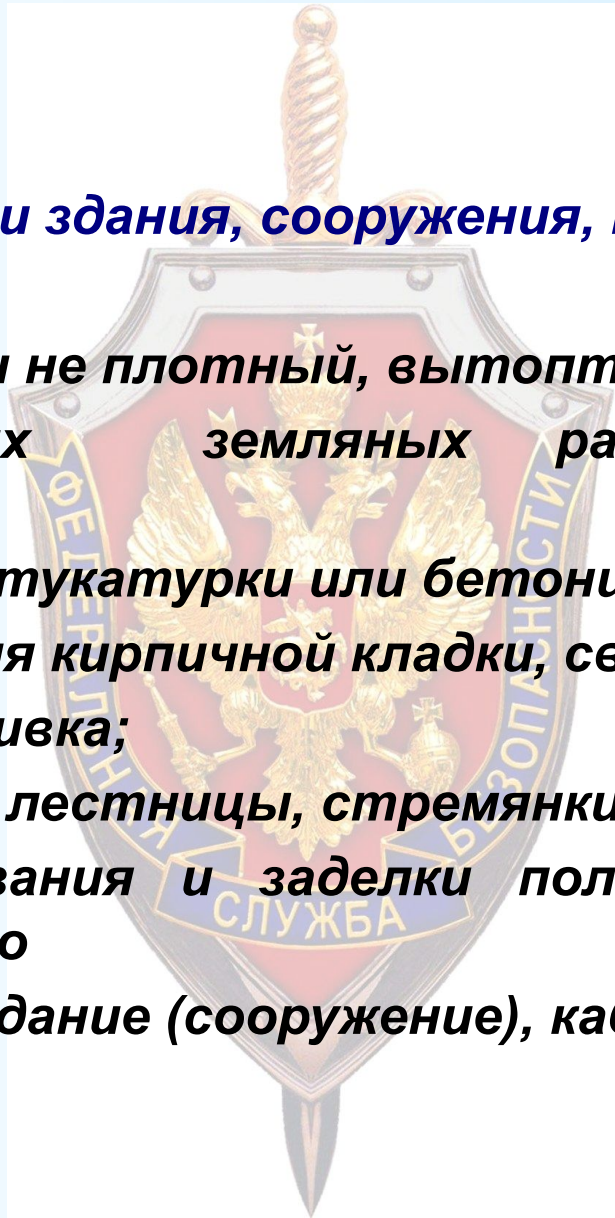 и здания, сооружения,
не плотный, вытопт
х земляных ра
тукатурки или бетони
я кирпичной кладки, св
ивка;
лестницы, стремянки
вания и заделки пол
о
дание (сооружение), ка
ФЕДЕРАЛЬНАЯ
СЛУЖБА
БЕЗОПАСНОСТИ